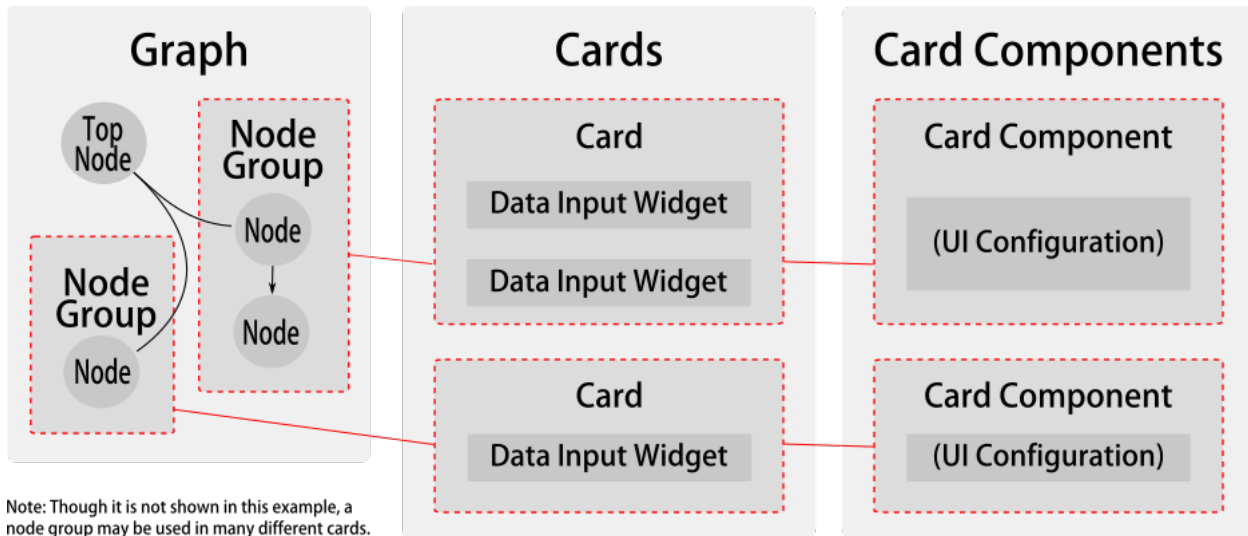 Graph
Top
Node
Node
Group
Node
Node
Node
Group
Node
Note: Though it is not shown in this example, a
node group may be used in many different cards.
Cards
Card
Data Input Widget
Data Input Widget
Card
Data Input Widget
Card Components
Card Component
(UI Configuration)
Card Component
(UI Configuration)